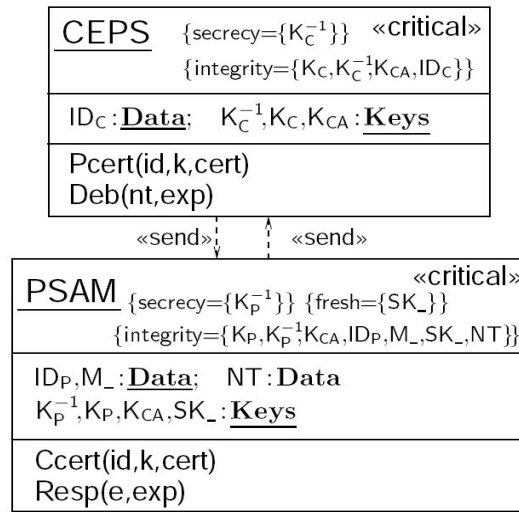 CEPS {secrecy={K_C^{-1}}} «critical»
{integrity={K_C,K_C^{-1},K_CA,ID_C}}
ID_C:Data; K_C^{-1},K_C,K_CA:Keys
Pcert(id,k,cert)
Deb(nt,exp)
«send» «send»
«critical»
PSAM {secrecy={K_P^{-1}}} {fresh={SK_}}
{integrity={K_P,K_P^{-1},K_CA,ID_P,M_,SK_,NT}}
ID_P,M_:Data; NT:Data
K_P^{-1},K_P,K_CA,SK_:Keys
Ccert(id,k,cert)
Resp(e,exp)